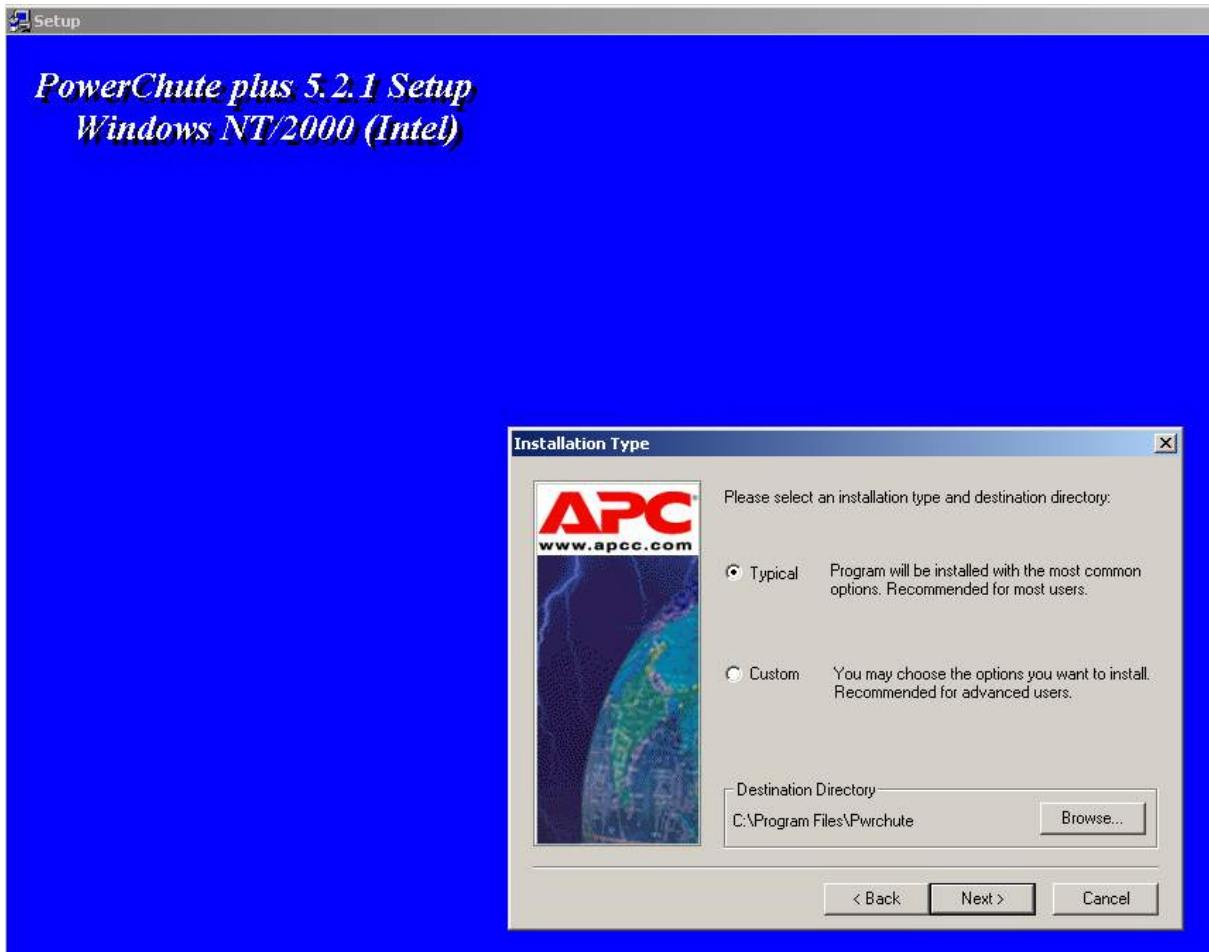 Setup
PowerChute plus 5.2.1 Setup
Windows NT/2000 (Intel)
Installation Type
APC
www.apcc.com
Please select an installation type and destination directory:
Typical Program will be installed with the most common
options. Recommended for most users.
Custom You may choose the options you want to install.
Recommended for advanced users.
Destination Directory
C:\Program Files\Pwrchute Browse...
< Back Next > Cancel